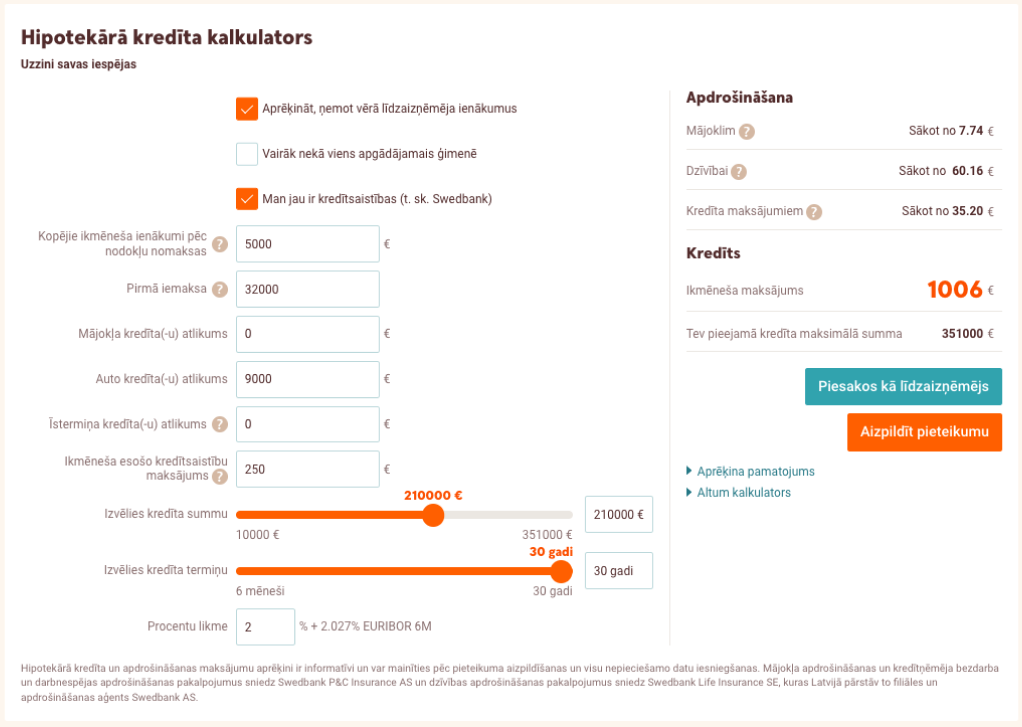 Hipotekārā kredīta kalkulators
Uzzini savas iespējas
Aprēķināt, ņemot vērā līdzaizņēmēja ienākumus
Vairāk nekā viens apgādājamais ģimenē
Man jau ir kredītsaistības (t. sk. Swedbank)
Kopējie ikmēneša ienākumi pēc
nodokļu nomaksas ? 5000 €
Pirmā iemaksa ? 32000
Mājokļa kredīta(-u) atlikums 0 €
Auto kredīta(-u) atlikums 9000 €
Īstermiņa kredīta(-u) atlikums ? 0 €
Ikmēneša esošo kredītsaistību
maksājums ? 250 €
210000 €
Izvēlies kredīta summu 210000 €
10000 € 351000 €
30 gadi
Izvēlies kredīta termiņu 30 gadi
6 mēneši 30 gadi
Procentu likme 2 % + 2.027% EURIBOR 6M
Apdrošināšana
Mājoklim ? Sākot no 7.74 €
Dzīvībai ? Sākot no 60.16 €
Kredīta maksājumiem ? Sākot no 35.20 €
Kredīts
Ikmēneša maksājums 1006 €
Tev pieejamā kredīta maksimālā summa 351000 €
Piesakos kā līdzaizņēmējs
Aizpildīt pieteikumu
Aprēķina pamatojums
Altum kalkulators
Hipotekārā kredīta un apdrošināšanas maksājumu aprēķini ir informatīvi un var mainīties pēc pieteikuma aizpildīšanas un visu nepieciešamo datu iesniegšanas. Mājokļa apdrošināšanas un kredītņēmēja bezdarba
un darbnespējas apdrošināšanas pakalpojumus sniedz Swedbank P&C Insurance AS un dzīvības apdrošināšanas pakalpojumus sniedz Swedbank Life Insurance SE, kuras Latvijā pārstāv to filiāles un
apdrošināšanas aģents Swedbank AS.